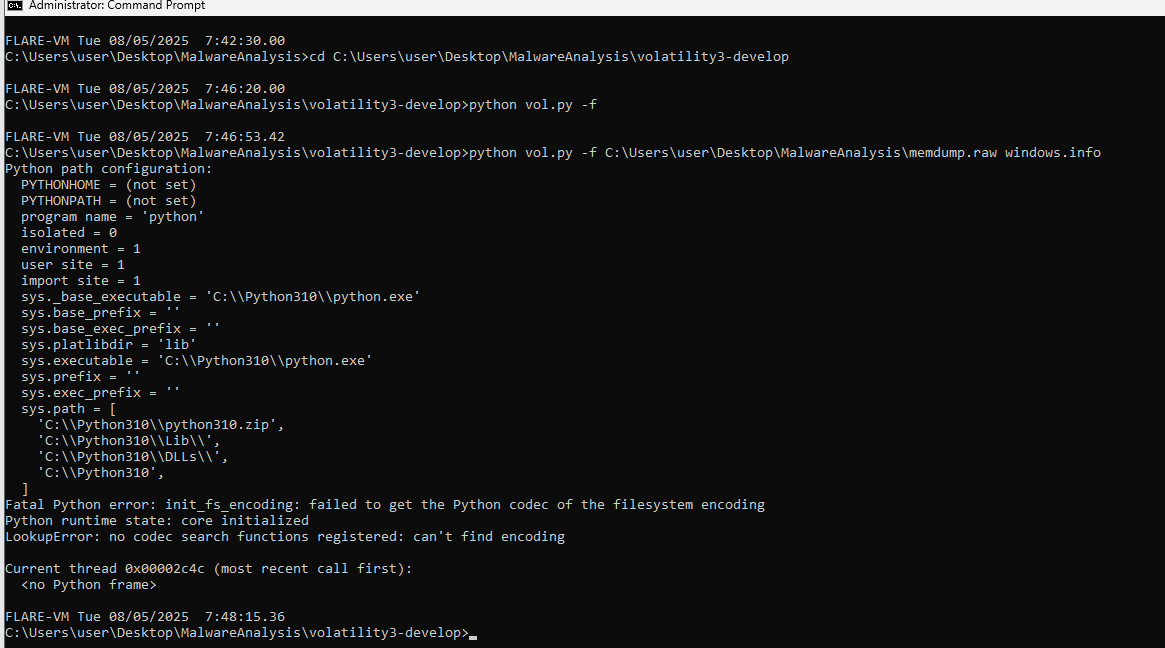 Administrator: Command Prompt
FLARE-VM Tue 08/05/2025  7:42:30.00
C:\Users\user\Desktop\MalwareAnalysis>cd C:\Users\user\Desktop\MalwareAnalysis\volatility3-develop
FLARE-VM Tue 08/05/2025  7:46:20.00
C:\Users\user\Desktop\MalwareAnalysis\volatility3-develop>python vol.py -f
FLARE-VM Tue 08/05/2025  7:46:53.42
C:\Users\user\Desktop\MalwareAnalysis\volatility3-develop>python vol.py -f C:\Users\user\Desktop\MalwareAnalysis\memdump.raw windows.info
Python path configuration:
  PYTHONHOME = (not set)
  PYTHONPATH = (not set)
  program name = 'python'
  isolated = 0
  environment = 1
  user site = 1
  import site = 1
  sys._base_executable = 'C:\\Python310\\python.exe'
  sys.base_prefix = ''
  sys.base_exec_prefix = ''
  sys.platlibdir = 'lib'
  sys.executable = 'C:\\Python310\\python.exe'
  sys.prefix = ''
  sys.exec_prefix = ''
  sys.path = [
    'C:\\Python310\\python310.zip',
    'C:\\Python310\\Lib\\',
    'C:\\Python310\\DLLs\\',
    'C:\\Python310',
  ]
Fatal Python error: init_fs_encoding: failed to get the Python codec of the filesystem encoding
Python runtime state: core initialized
LookupError: no codec search functions registered: can't find encoding
Current thread 0x00002c4c (most recent call first):
  <no Python frame>
FLARE-VM Tue 08/05/2025  7:48:15.36
C:\Users\user\Desktop\MalwareAnalysis\volatility3-develop>